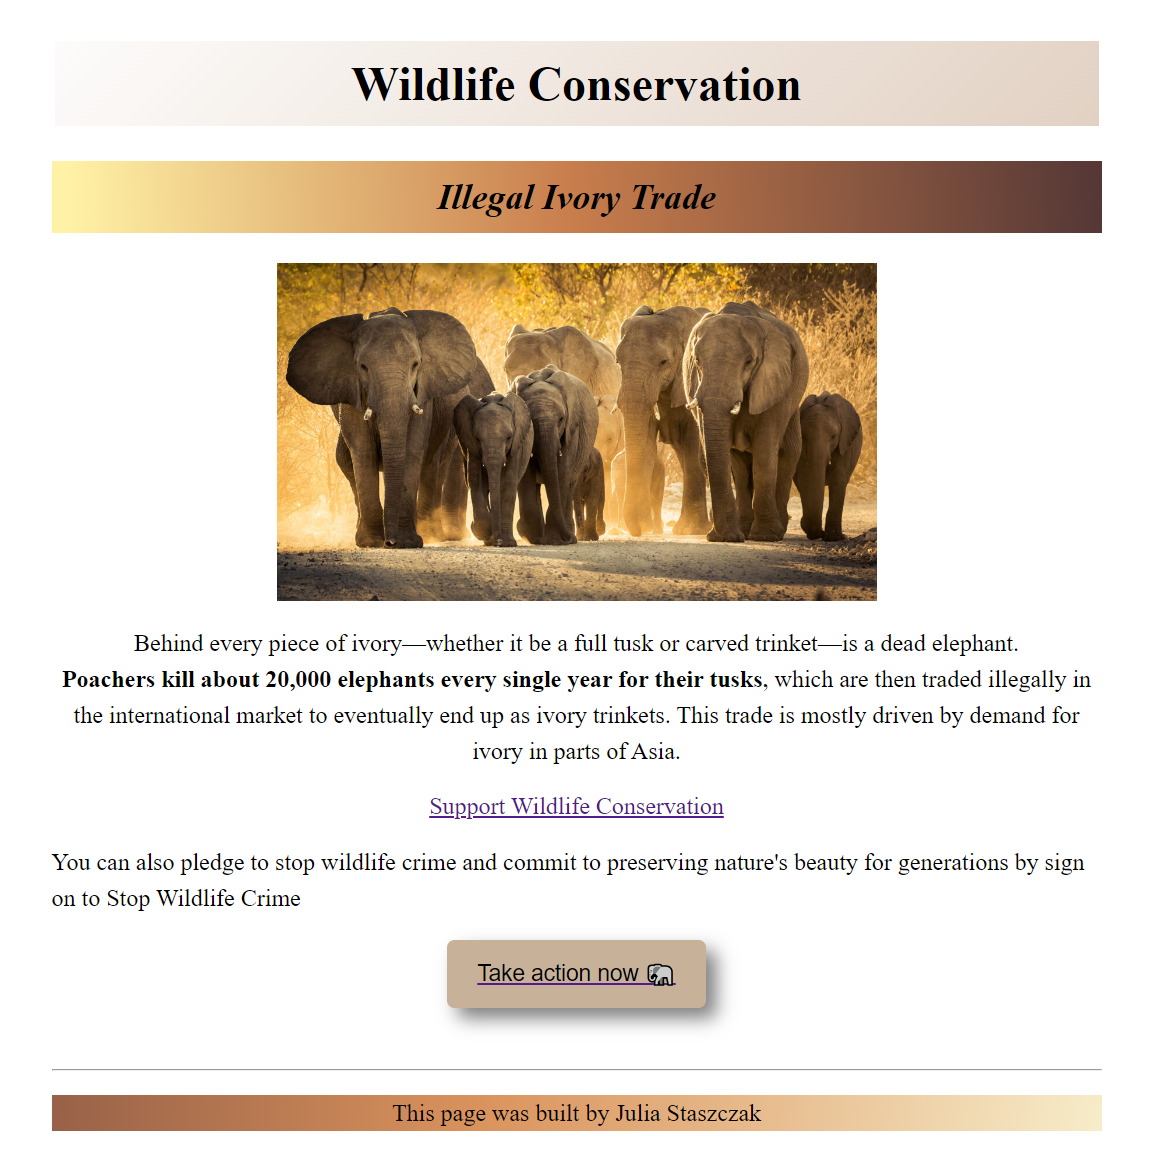 Wildlife Conservation
Illegal Ivory Trade
Behind every piece of ivory—whether it be a full tusk or carved trinket—is a dead elephant.
Poachers kill about 20,000 elephants every single year for their tusks, which are then traded illegally in
the international market to eventually end up as ivory trinkets. This trade is mostly driven by demand for
ivory in parts of Asia.
Support Wildlife Conservation
You can also pledge to stop wildlife crime and commit to preserving nature's beauty for generations by sign
on to Stop Wildlife Crime
Take action now 🐘
This page was built by Julia Staszczak